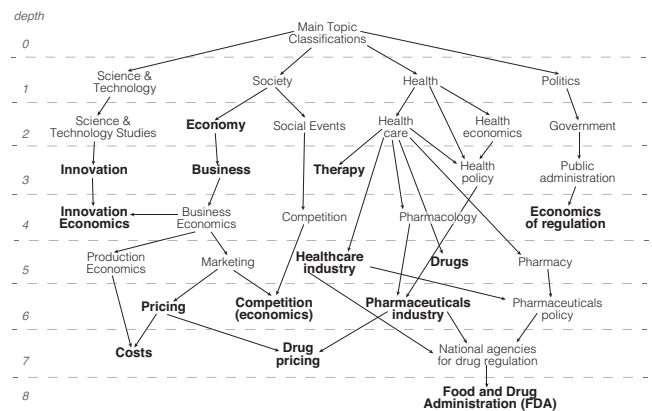 depth
Main Topic
Classifications
0
Science &
Technology
Society
Health
Politics
1
Science &
Technology Studies
Economy
Social Events
Health
care
Health
economics
Government
2
Innovation
Business
Therapy
Health
policy
Public
administration
3
Innovation
Economics
Business
Economics
Competition
Pharmacology
Economics
of regulation
4
Production
Economics
Marketing
Healthcare
industry
Drugs
Pharmacy
5
Pricing
Competition
(economics)
Pharmaceuticals
industry
Pharmaceuticals
policy
6
Costs
Drug
pricing
National agencies
for drug regulation
7
Food and Drug
Administration (FDA)
8